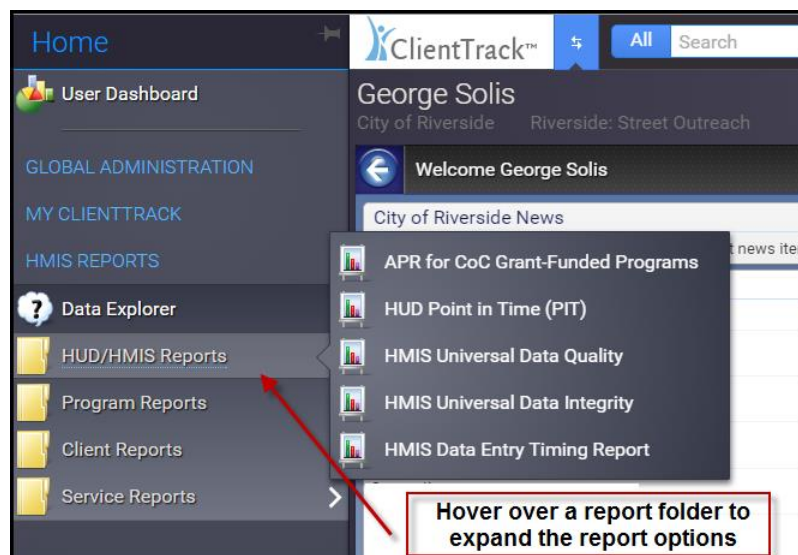 Home
ClientTrack™
All
Search
User Dashboard
George Solis
City of Riverside Riverside: Street Outreach
GLOBAL ADMINISTRATION
Welcome George Solis
MY CLIENTTRACK
City of Riverside News
HMIS REPORTS
news ite
APR for CoC Grant-Funded Programs
Data Explorer
HUD Point in Time (PIT)
HUD/HMIS Reports
HMIS Universal Data Quality
Program Reports
HMIS Universal Data Integrity
Client Reports
HMIS Data Entry Timing Report
Service Reports
Hover over a report folder to
expand the report options